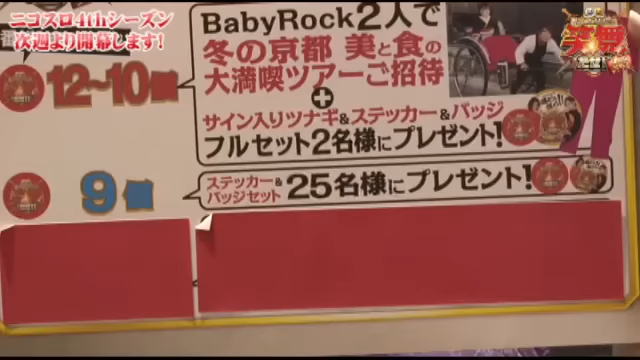 ニコスロ4thシーズン
次週より開幕します!
12~10個
BabyRock2人で
冬の京都 美と食の
大満喫ツアーご招待
+
サイン入りツナギ&ステッカー&バッジ
フルセット2名様にプレゼント!
9個
ステッカー&
バッジセット
25名様にプレゼント!